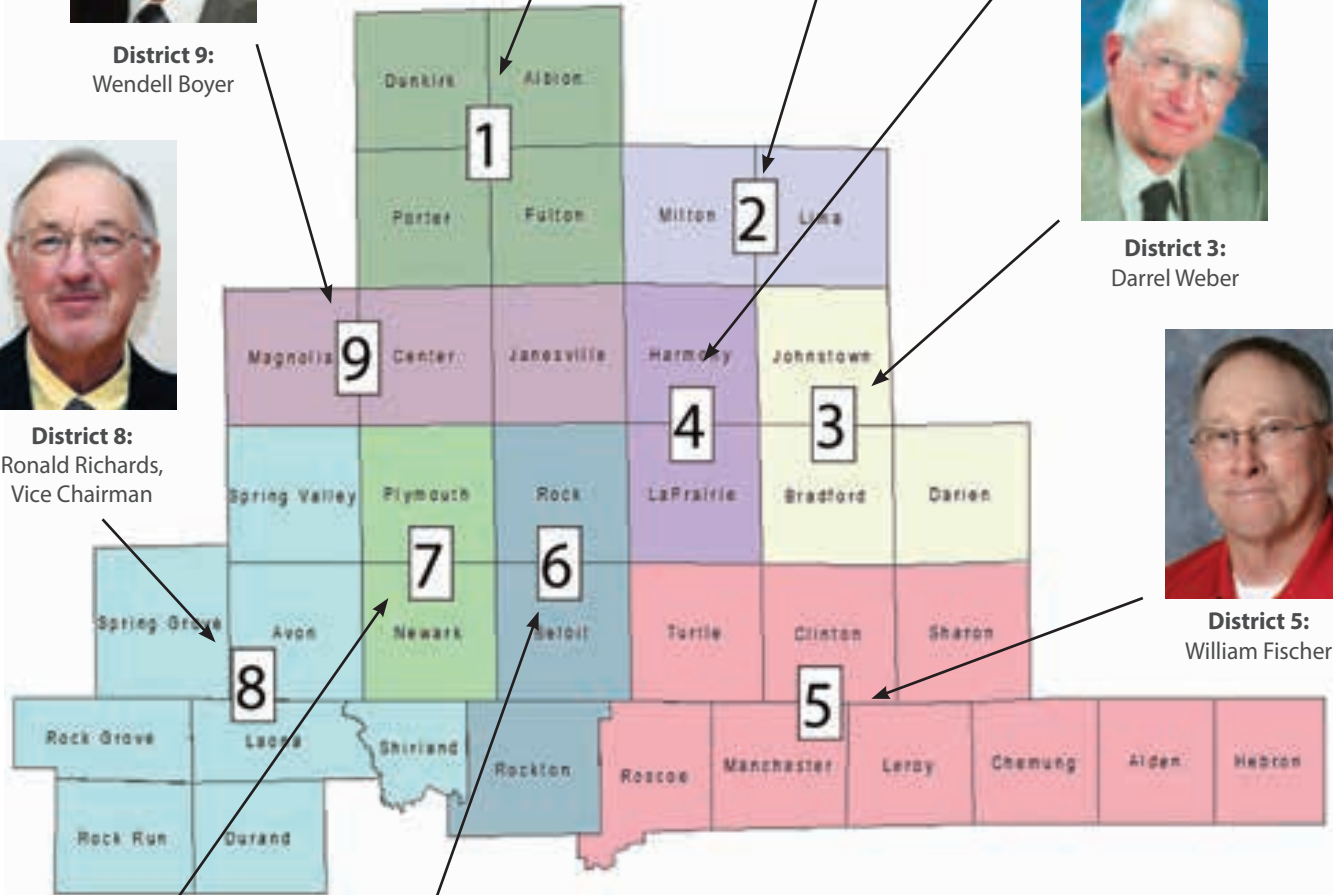 District 9:
Wendell Boyer
Dunkirk Albion
1
Porter Fulton
Milton 2 Lima
District 3:
Darrel Weber
Magnolia 9 Center Janesville Harmony Johnstown
4 3
District 8:
Ronald Richards,
Vice Chairman
Spring Valley Plymouth Rock LaPrairie Bradford Darien
7 6
Spring Grove Avon Newark Beloit Turtle Clinton Sharon
District 5:
William Fischer
8 5
Rock Grove Laona Shirland Rockton Roscoe Manchester Leroy Chemung Alden Hebron
Rock Run Durand